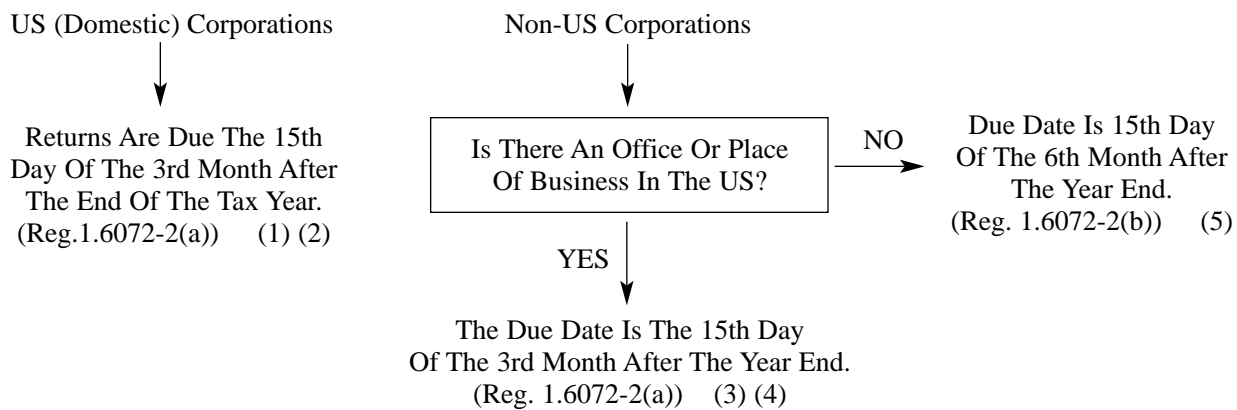 US (Domestic) Corporations
Returns Are Due The 15th
Day Of The 3rd Month After
The End Of The Tax Year.
(Reg.1.6072-2(a)) (1) (2)
Non-US Corporations
Is There An Office Or Place
Of Business In The US?
NO
Due Date Is 15th Day
Of The 6th Month After
The Year End.
(Reg. 1.6072-2(b)) (5)
YES
The Due Date Is The 15th Day
Of The 3rd Month After The Year End.
(Reg. 1.6072-2(a)) (3) (4)